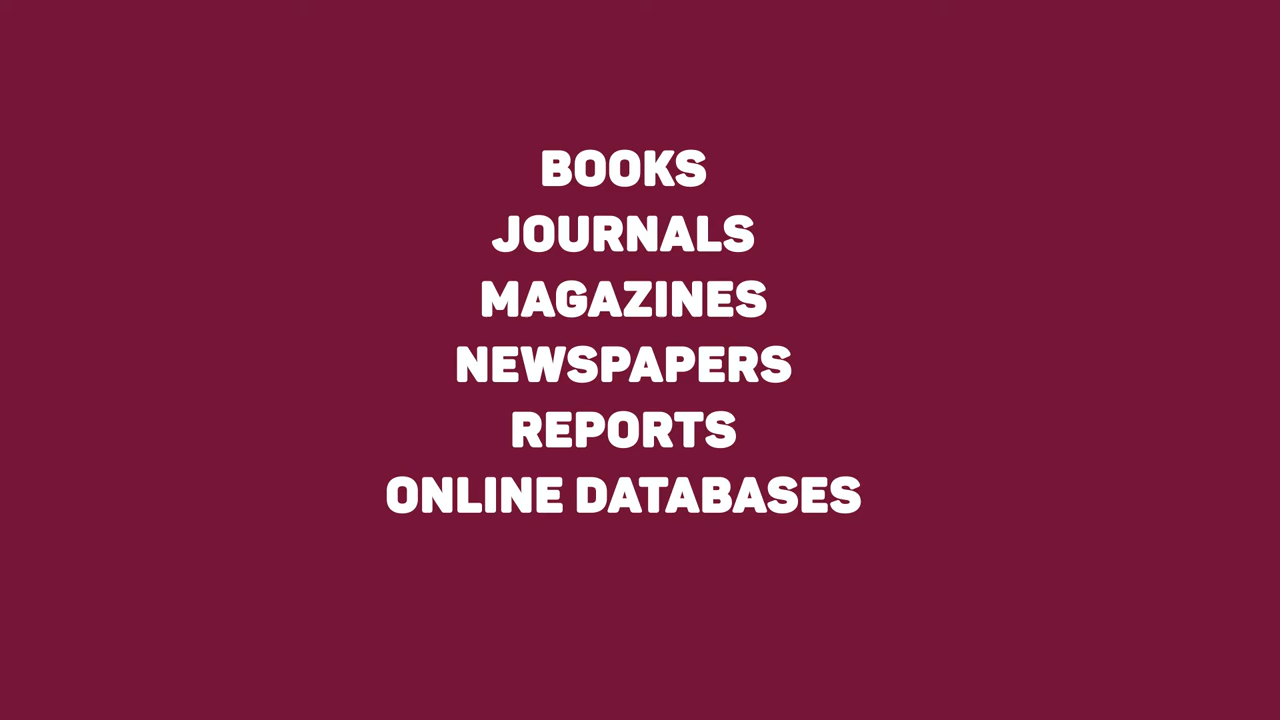 BOOKS
JOURNALS
MAGAZINES
NEWSPAPERS
REPORTS
ONLINE DATABASES